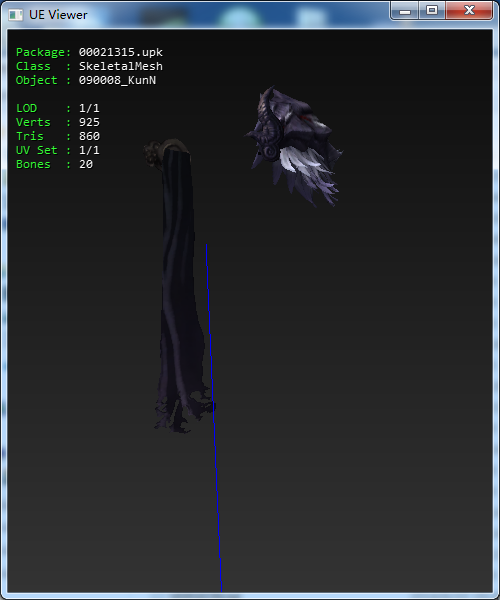 UE Viewer
Package: 00021315.upk
Class : SkeletalMesh
Object : 090008_KunN
LOD : 1/1
Verts : 925
Tris : 860
UV Set : 1/1
Bones : 20